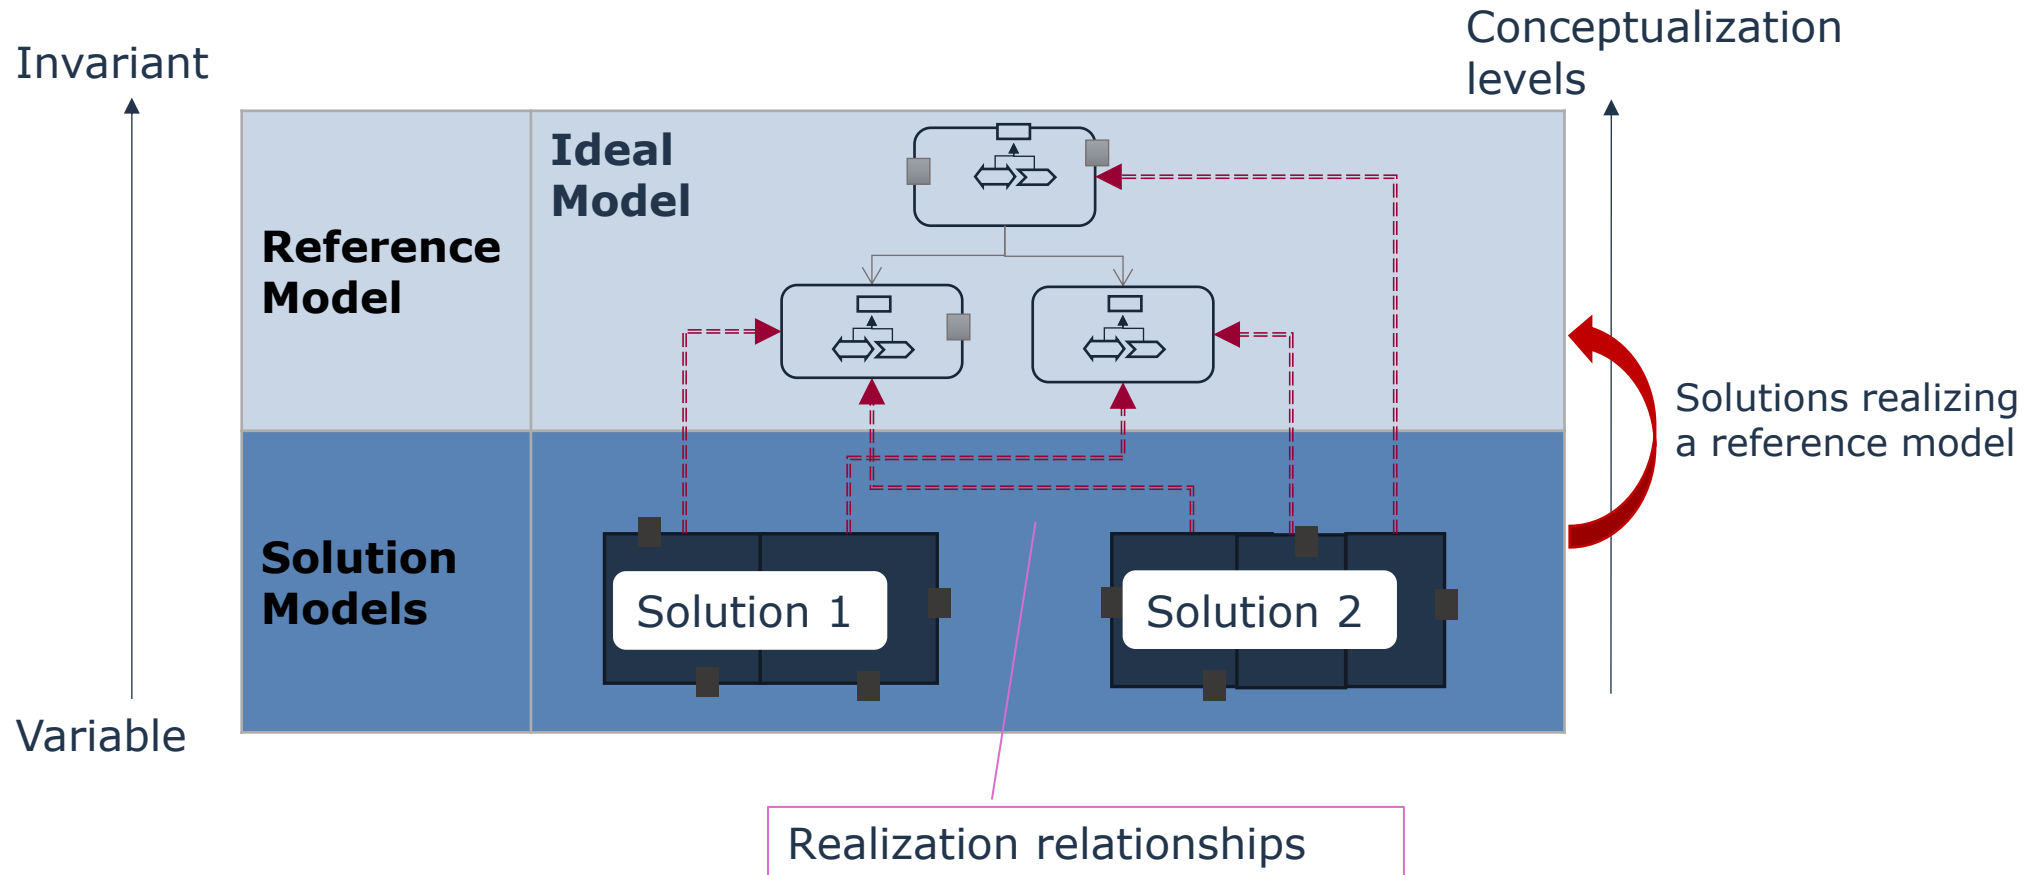 Conceptualization
levels
Invariant
Ideal
Model
Reference
Model
Solutions realizing
a reference model
Solution
Models
Solution 1
Solution 2
Variable
Realization relationships